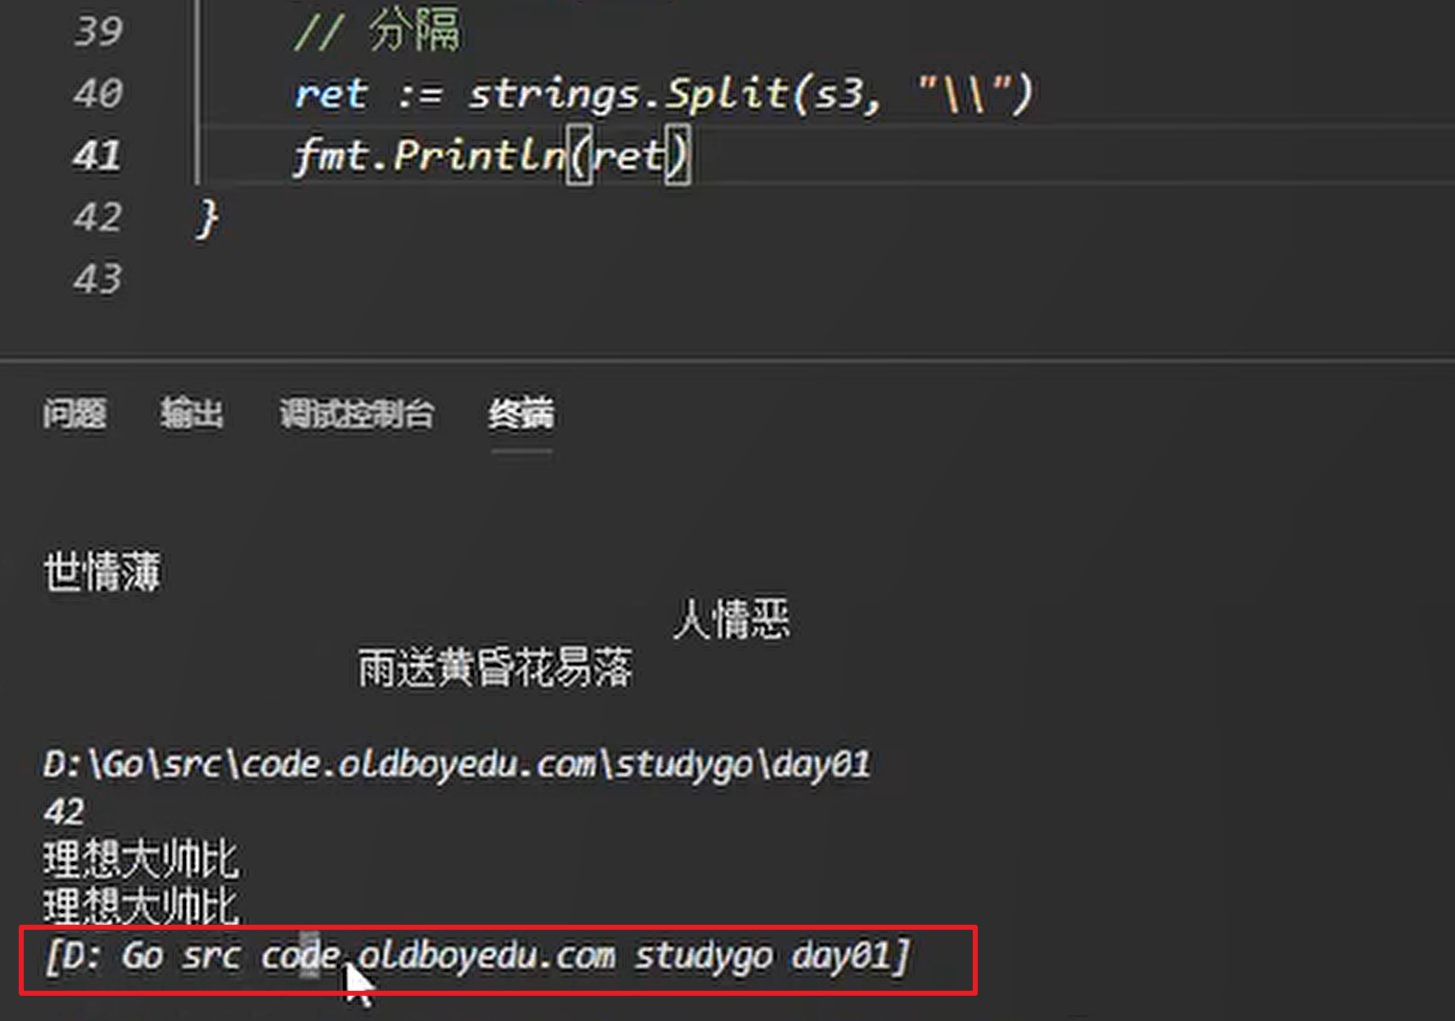 39 // 分隔
40 ret := strings.Split(s3, "\\")
41 fmt.Println(ret)
42 }
43
问题 输出 调试控制台 终端
世情薄
人情恶
雨送黄昏花易落
D:\Go\src\code.oldboyedu.com\studygo\day01
42
理想大帅比
理想大帅比
[D: Go src code.oldboyedu.com studygo day01]